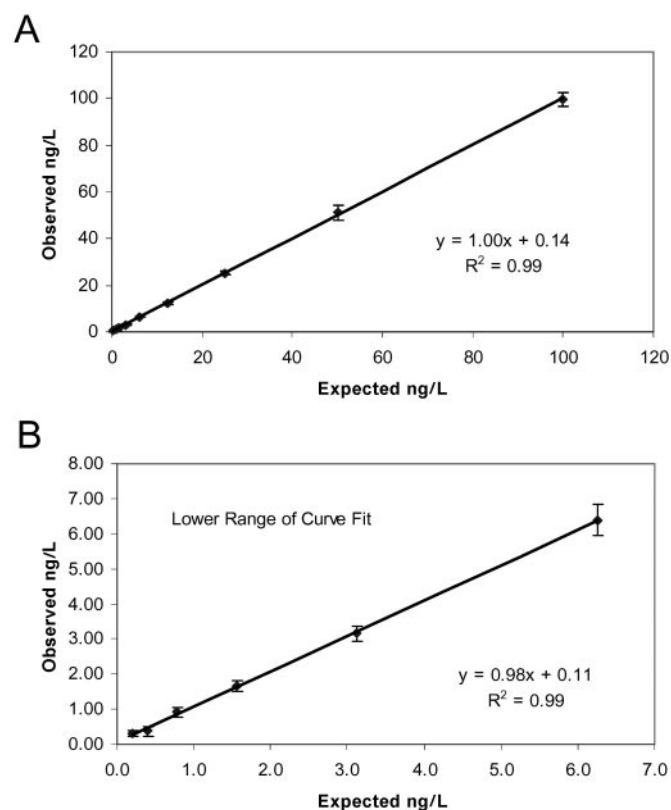 A
120
100
80
60
40
20
0
Observed ng/L
y = 1.00x + 0.14
R² = 0.99
0 20 40 60 80 100 120
Expected ng/L
B
8.00
7.00
6.00
5.00
4.00
3.00
2.00
1.00
0.00
Observed ng/L
Lower Range of Curve Fit
y = 0.98x + 0.11
R² = 0.99
0.0 1.0 2.0 3.0 4.0 5.0 6.0 7.0
Expected ng/L